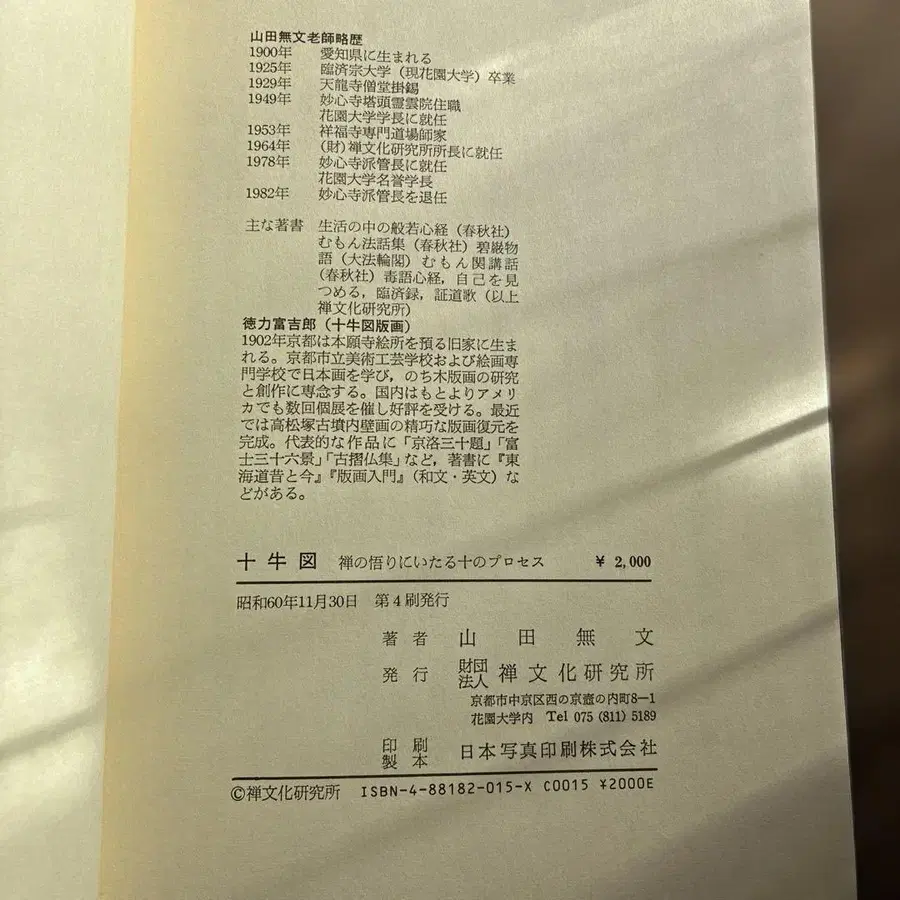 山田無文老師略歴
1900年 愛知県に生まれる
1925年 臨済宗大学（現花園大学）卒業
1929年 天龍寺僧堂掛錫
1949年 妙心寺塔頭霊雲院住職
花園大学学長に就任
1953年 祥福寺専門道場師家
1964年 （財）禅文化研究所所長に就任
1978年 妙心寺派管長に就任
花園大学名誉学長
1982年 妙心寺派管長を退任
主な著書 生活の中の般若心経（春秋社）
むもん法話集（春秋社）碧巌物
語（大法輪閣）むもん関講話
（春秋社）毒語心経，自己を見
つめる，臨済録，証道歌（以上
禅文化研究所）
徳力富吉郎（十牛図版画）
1902年京都は本願寺絵所を預る旧家に生ま
れる。京都市立美術工芸学校および絵画専
門学校で日本画を学び，のち木版画の研究
と創作に専念する。国内はもとよりアメリ
カでも数回個展を催し好評を受ける。最近
では高松塚古墳内壁画の精巧な版画復元を
完成。代表的な作品に「京洛三十題」「富
士三十六景」「古摺仏集」など，著書に『東
海道昔と今』『版画入門』（和文・英文）な
どがある。
十牛図 禅の悟りにいたる十のプロセス ¥ 2,000
昭和60年11月30日 第4刷発行
著者 山田無文
発行 財団法人 禅文化研究所
京都市中京区西の京壺の内町8−1
花園大学内 Tel 075 (811) 5189
印刷製本 日本写真印刷株式会社
©禅文化研究所 ISBN-4-88182-015-X C0015 ¥2000E